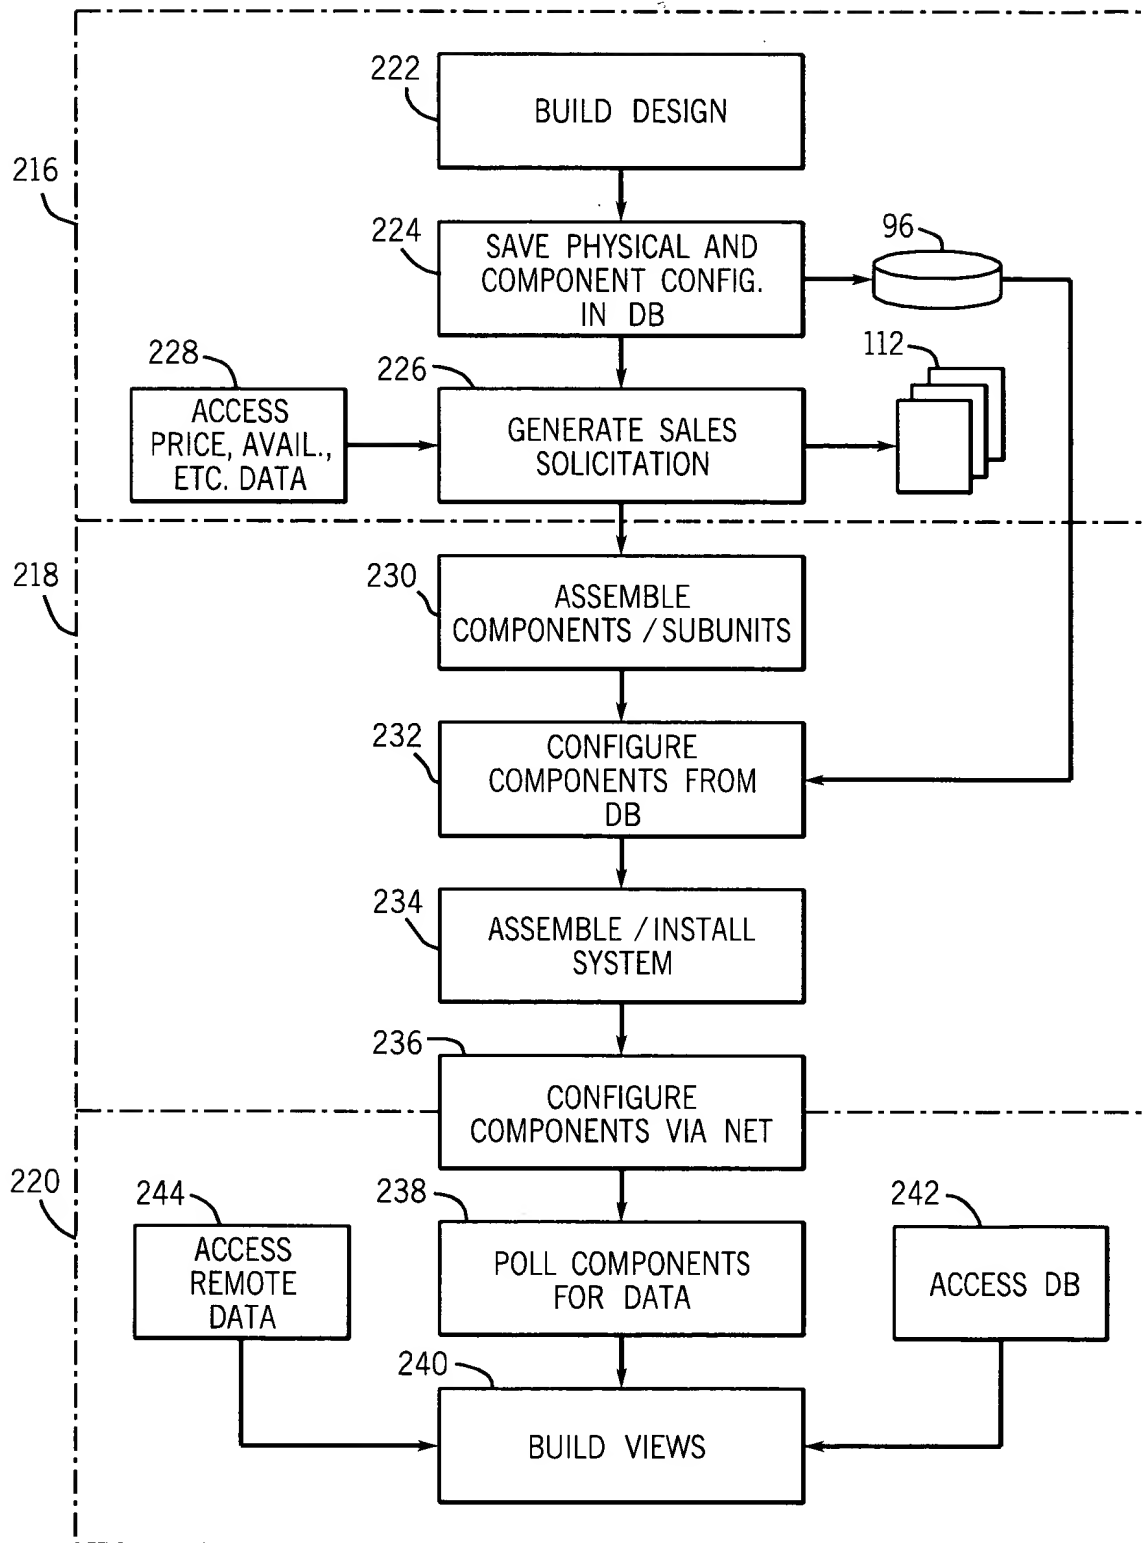 222
BUILD DESIGN
216
224
SAVE PHYSICAL AND
COMPONENT CONFIG.
IN DB
96
228
ACCESS
PRICE, AVAIL.,
ETC. DATA
226
GENERATE SALES
SOLICITATION
112
218
230
ASSEMBLE
COMPONENTS / SUBUNITS
232
CONFIGURE
COMPONENTS FROM
DB
234
ASSEMBLE / INSTALL
SYSTEM
236
CONFIGURE
COMPONENTS VIA NET
220
244
ACCESS
REMOTE
DATA
238
POLL COMPONENTS
FOR DATA
242
ACCESS DB
240
BUILD VIEWS